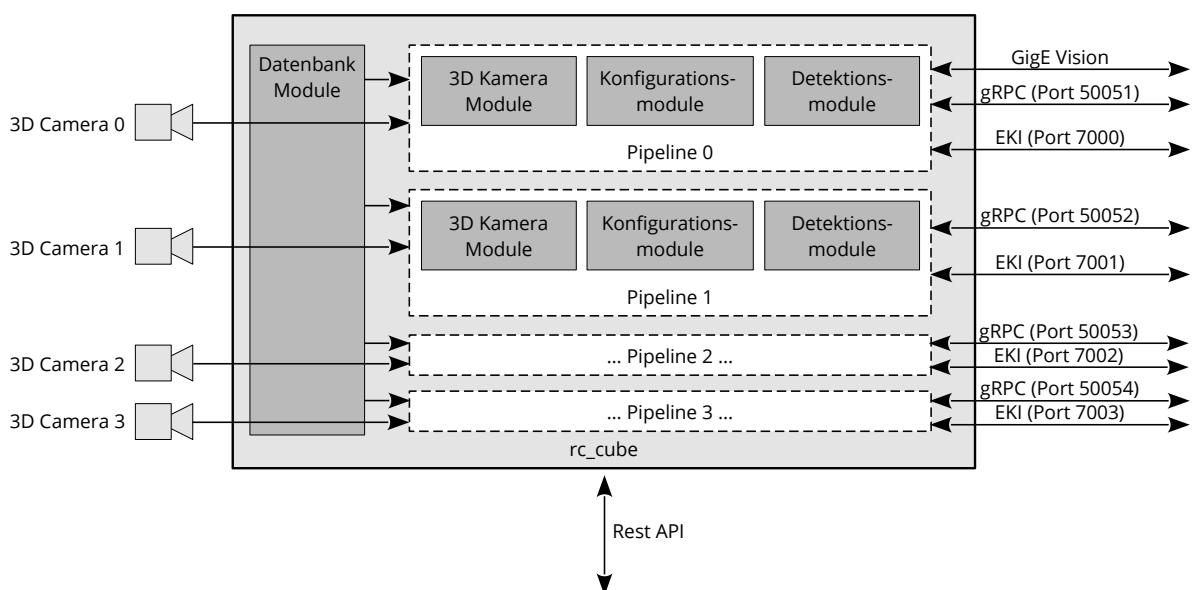 Datenbank
Module
3D Kamera
Module
Konfigurations-
module
Detektions-
module
Pipeline 0
GigE Vision
gRPC (Port 50051)
EKI (Port 7000)
3D Camera 0
3D Kamera
Module
Konfigurations-
module
Detektions-
module
Pipeline 1
gRPC (Port 50052)
EKI (Port 7001)
3D Camera 1
... Pipeline 2 ...
gRPC (Port 50053)
EKI (Port 7002)
3D Camera 2
... Pipeline 3 ...
gRPC (Port 50054)
EKI (Port 7003)
3D Camera 3
rc_cube
Rest API